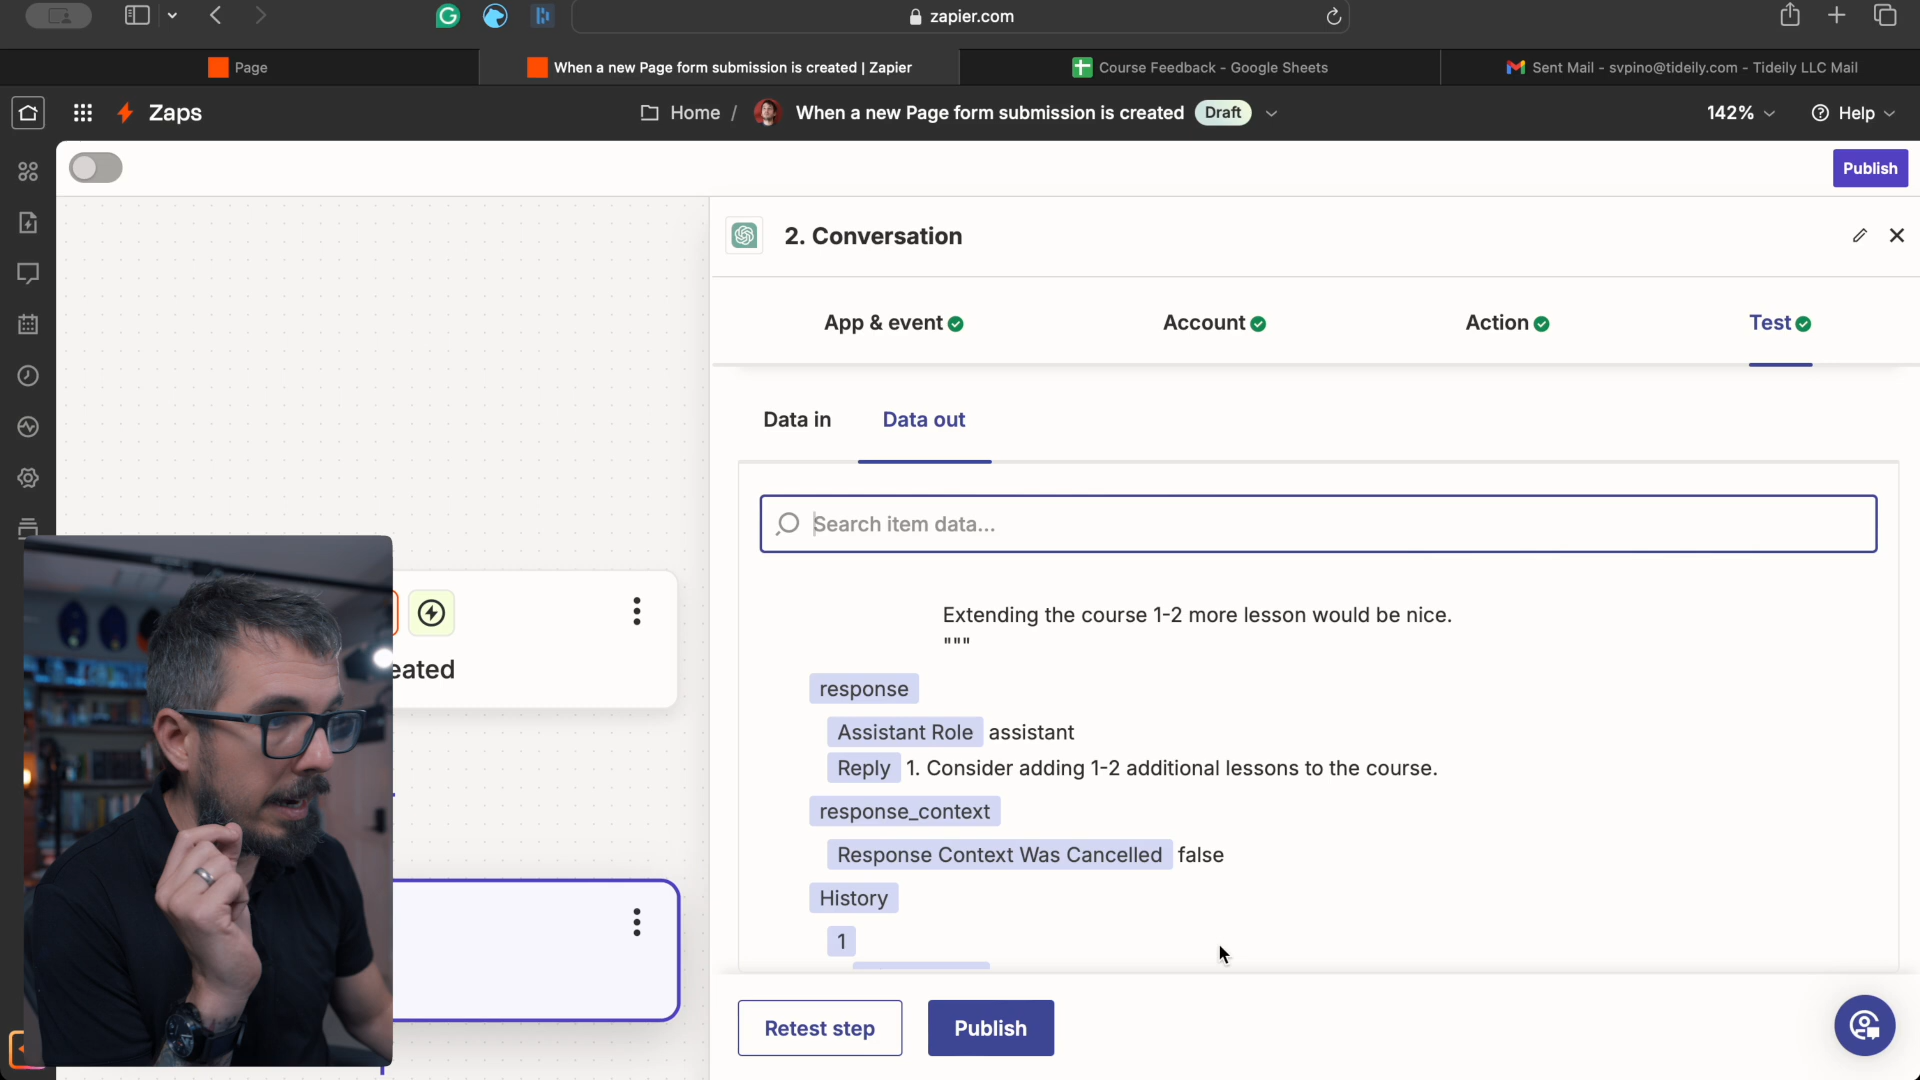 zapier.com
Page
When a new Page form submission is created | Zapier
Course Feedback - Google Sheets
Sent Mail - svpino@tideily.com - Tideily LLC Mail
Zaps
Home / When a new Page form submission is created Draft
142%
Help
Publish
2. Conversation
App & event
Account
Action
Test
Data in
Data out
Search item data...
Extending the course 1-2 more lesson would be nice.
"""
response
Assistant Role assistant
Reply 1. Consider adding 1-2 additional lessons to the course.
response_context
Response Context Was Cancelled false
History
1
eated
Retest step
Publish